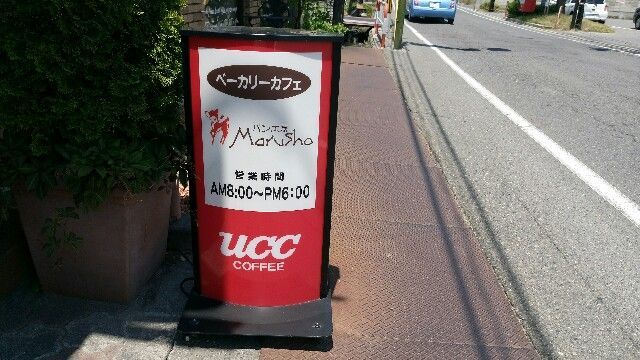 ベーカリーカフェ
パン工房
Marusho
営業時間
AM8:00～PM6:00
UCC
COFFEE